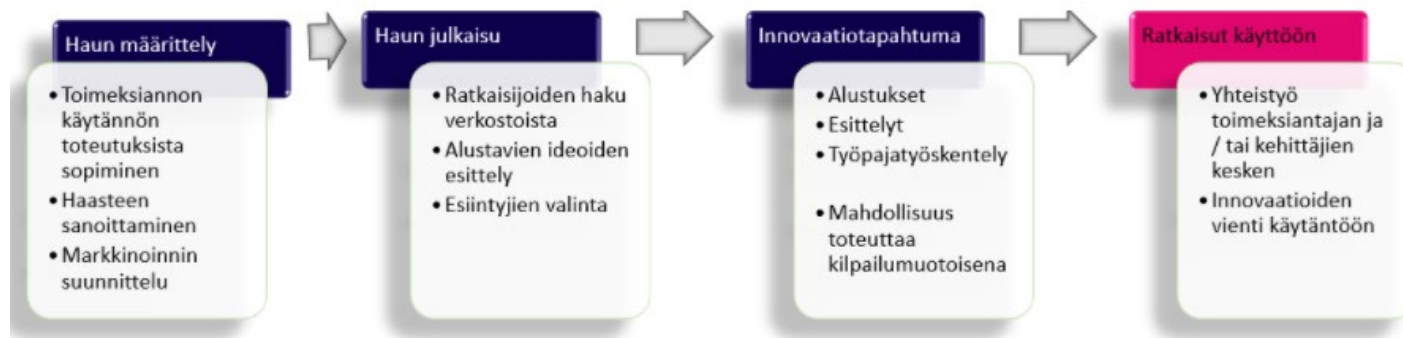 Haun määrittely
• Toimeksiannon
käytännön
toteutuksista
sopiminen
• Haasteen
sanoittaminen
• Markkinoinnin
suunnittelu
Haun julkaisu
• Ratkaisijoiden haku
verkostoista
• Alustavien ideoiden
esittely
• Esiintyjien valinta
Innovaatiotapahtuma
• Alustukset
• Esittelyt
• Työpajatyöskentely
• Mahdollisuus
toteuttaa
kilpailumuotoisena
Ratkaisut käyttöön
• Yhteistyö
toimeksiantajan ja
/ tai kehittäjien
kesken
• Innovaatioiden
vienti käytäntöön